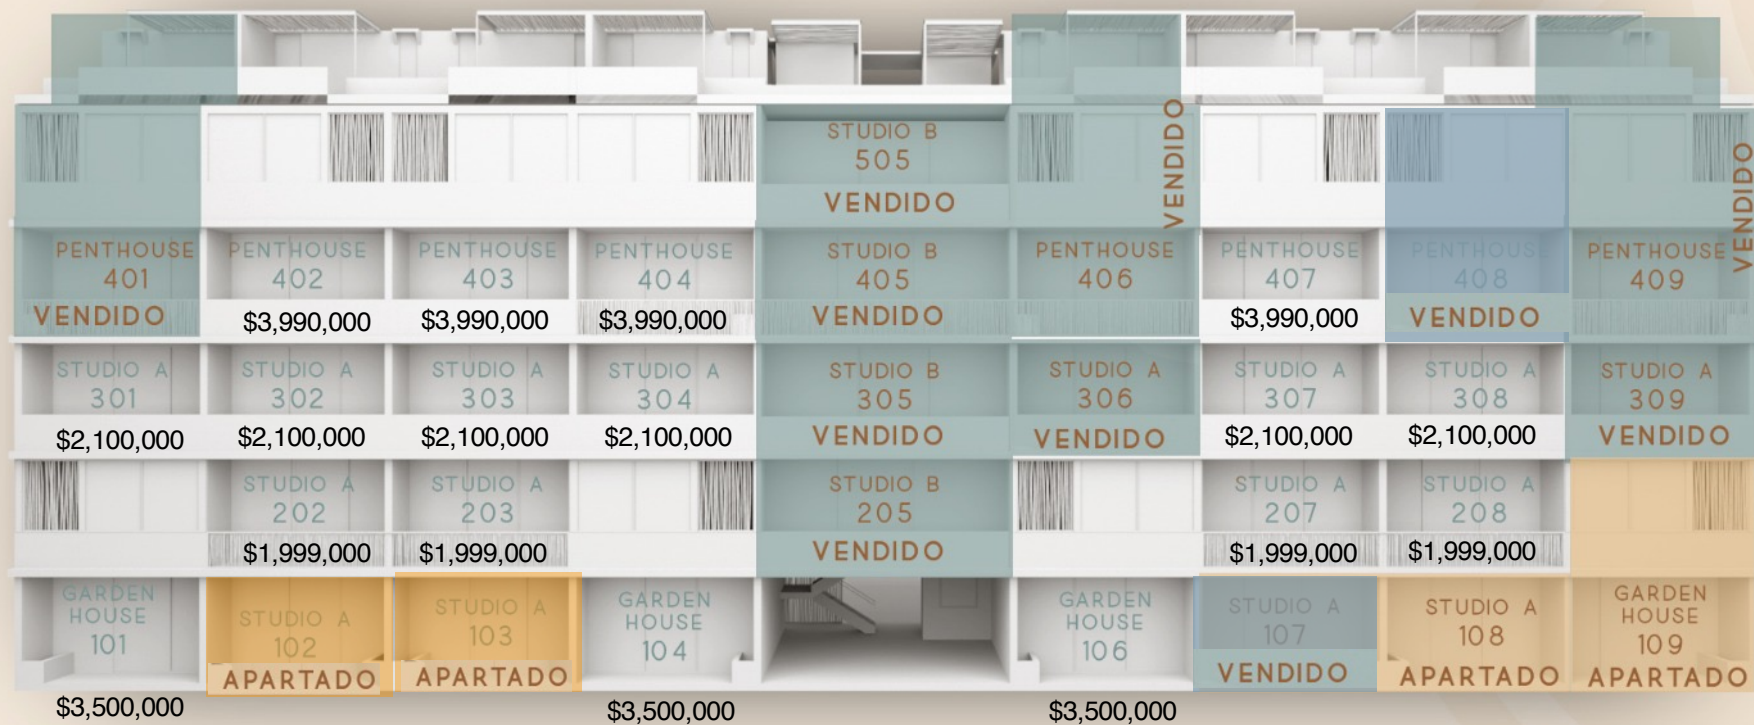 STUDIO B
505
VENDIDO
VENDIDO
VENDIDO
PENTHOUSE
401
VENDIDO
PENTHOUSE
402
$3,990,000
PENTHOUSE
403
$3,990,000
PENTHOUSE
404
$3,990,000
STUDIO B
405
VENDIDO
PENTHOUSE
406
PENTHOUSE
407
$3,990,000
PENTHOUSE
408
VENDIDO
PENTHOUSE
409
STUDIO A
301
$2,100,000
STUDIO A
302
$2,100,000
STUDIO A
303
$2,100,000
STUDIO A
304
$2,100,000
STUDIO B
305
VENDIDO
STUDIO A
306
VENDIDO
STUDIO A
307
$2,100,000
STUDIO A
308
$2,100,000
STUDIO A
309
VENDIDO
STUDIO A
202
$1,999,000
STUDIO A
203
$1,999,000
STUDIO B
205
VENDIDO
STUDIO A
207
$1,999,000
STUDIO A
208
$1,999,000
GARDEN
HOUSE
101
$3,500,000
STUDIO A
102
APARTADO
STUDIO A
103
APARTADO
GARDEN
HOUSE
104
$3,500,000
GARDEN
HOUSE
106
$3,500,000
STUDIO A
107
VENDIDO
STUDIO A
108
APARTADO
GARDEN
HOUSE
109
APARTADO